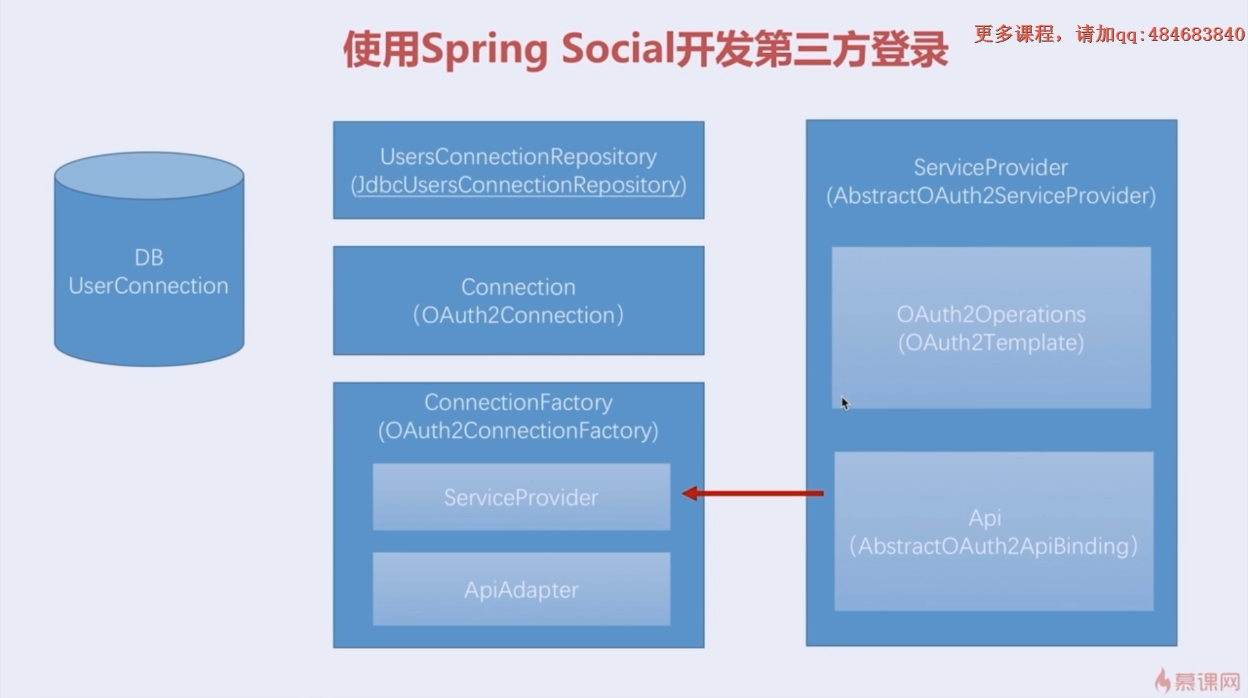 使用Spring Social开发第三方登录
更多课程，请加qq:484683840
DB
UserConnection
UsersConnectionRepository
(JdbcUsersConnectionRepository)
Connection
（OAuth2Connection）
ConnectionFactory
(OAuth2ConnectionFactory)
ServiceProvider
ApiAdapter
ServiceProvider
(AbstractOAuth2ServiceProvider)
OAuth2Operations
(OAuth2Template)
Api
（AbstractOAuth2ApiBinding）
慕课网